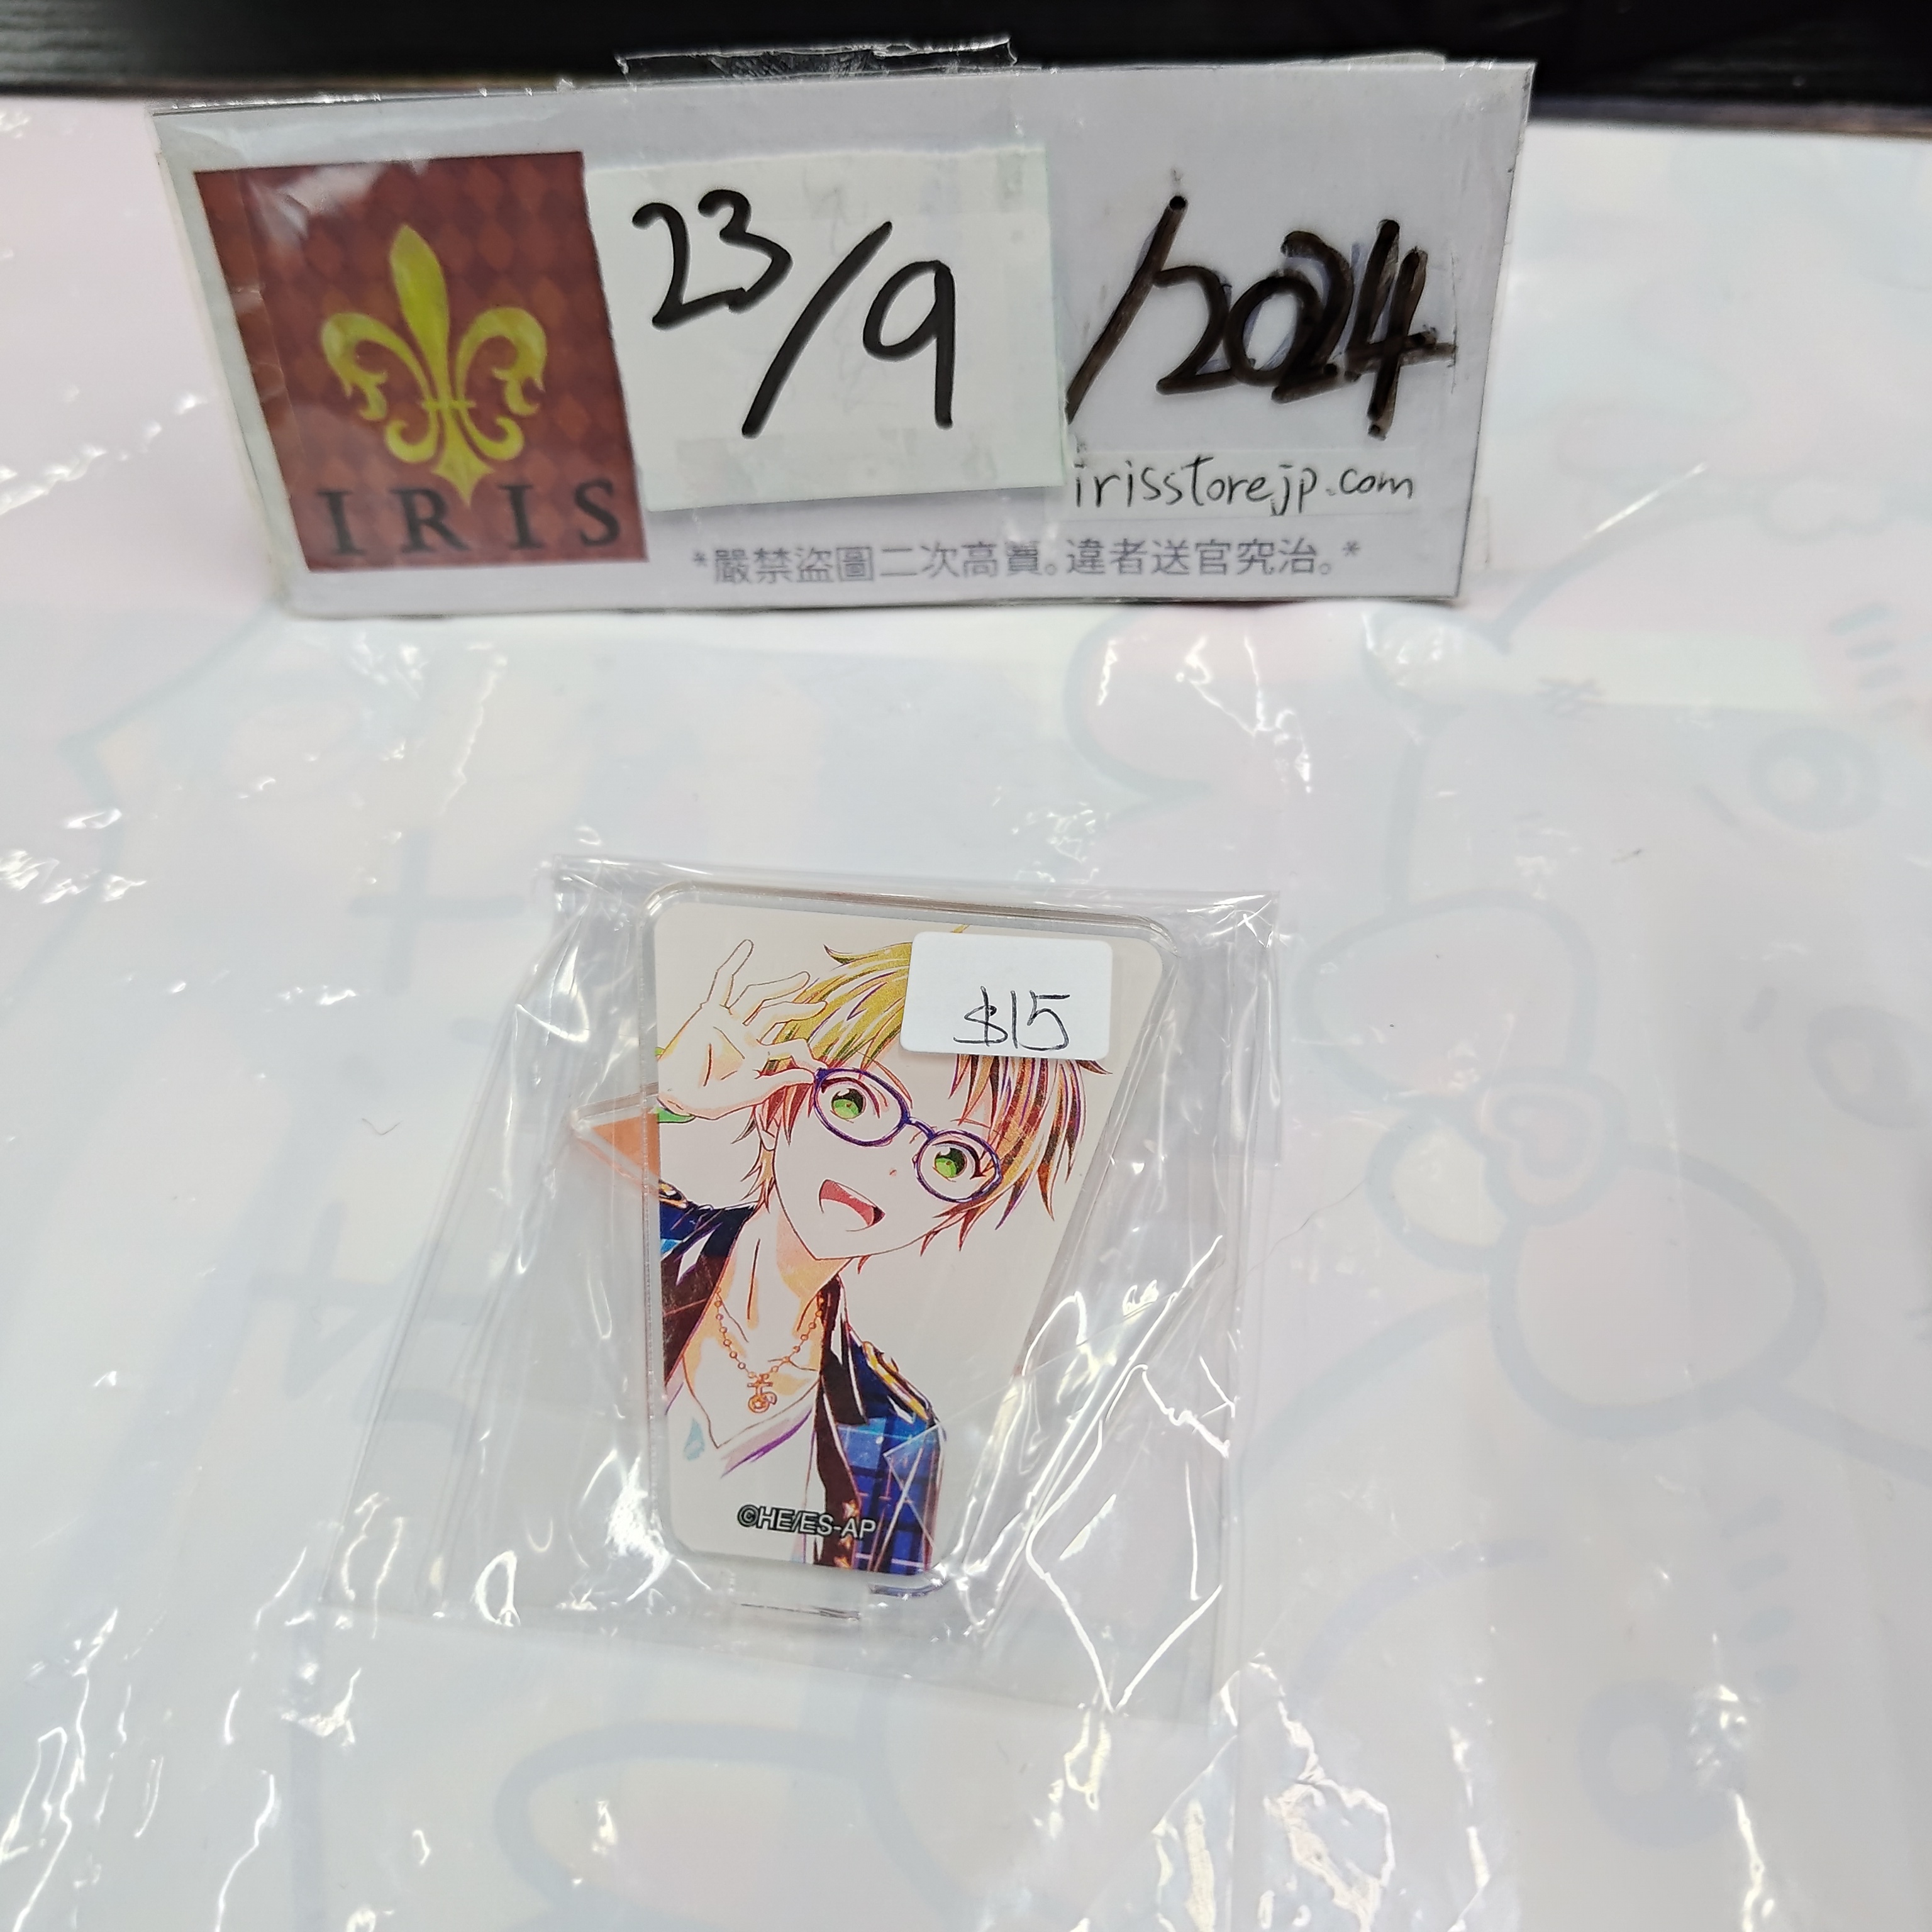 23/9/2024
IRIS
irisstorejp.com
*嚴禁盜圖二次高賣。違者送官究治。*
$15
©HE/ES-AP